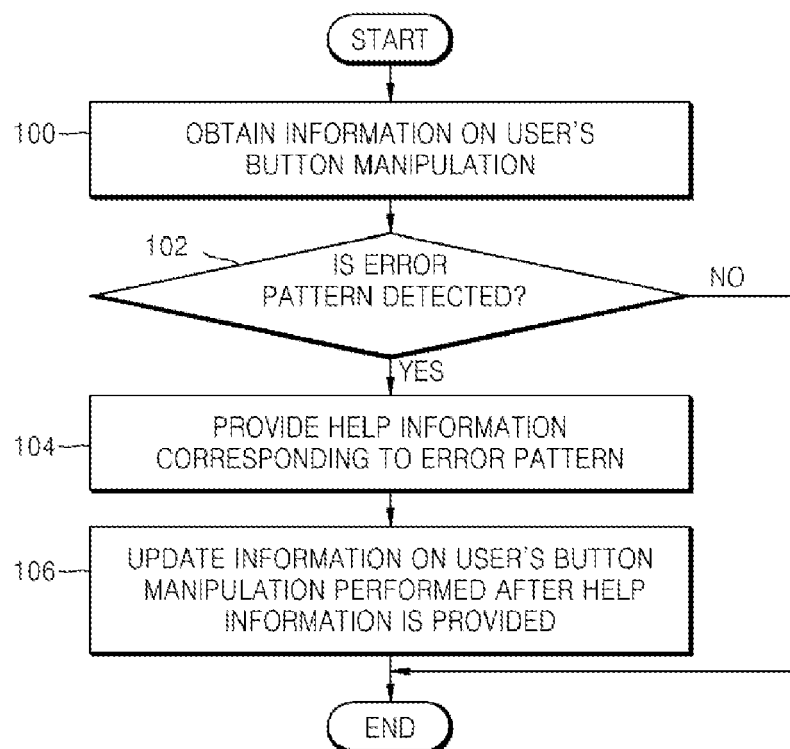 START
100
OBTAIN INFORMATION ON USER'S
BUTTON MANIPULATION
102
IS ERROR
PATTERN DETECTED?
NO
YES
104
PROVIDE HELP INFORMATION
CORRESPONDING TO ERROR PATTERN
106
UPDATE INFORMATION ON USER'S BUTTON
MANIPULATION PERFORMED AFTER HELP
INFORMATION IS PROVIDED
END